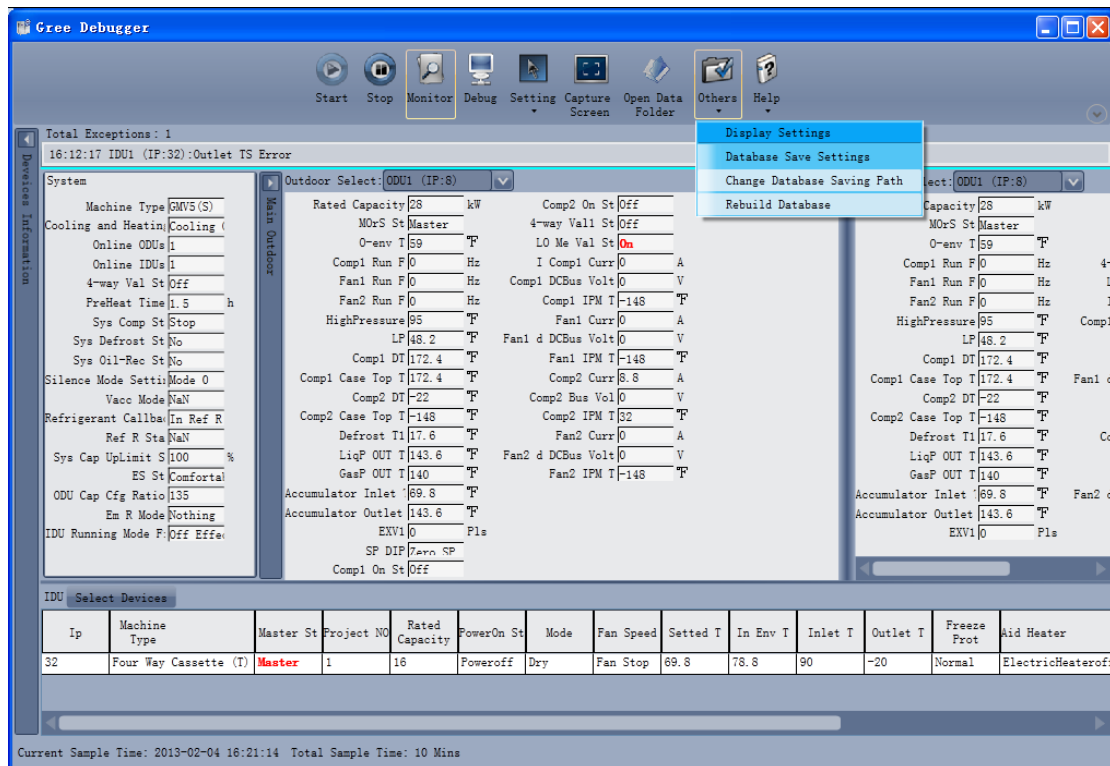 Gree Debugger
Start Stop Monitor Debug Setting Capture Screen Open Data Folder Others Help
Display Settings
Database Save Settings
Change Database Saving Path
Rebuild Database
Total Exceptions: 1
16:12:17 IDU1 (IP:32):Outlet TS Error
Deveices Information
System
Machine Type GMV5(S)
Cooling and Heatin Cooling (
Online ODUs 1
Online IDUs 1
4-way Val St Off
PreHeat Time 1.5 h
Sys Comp St Stop
Sys Defrost St No
Sys Oil-Rec St No
Silence Mode Setti Mode 0
Vacc Mode NaN
Refrigerant Callba In Ref R
Ref R Sta NaN
Sys Cap UpLimit S 100 %
ES St Comfortal
ODU Cap Cfg Ratio 135
Em R Mode Nothing
IDU Running Mode F: Off Effe
Main Outdoor
Outdoor Select: ODU1 (IP:8)
Rated Capacity 28 kW
MOrS St Master
O-env T 59 °F
Comp1 Run F 0 Hz
Fan1 Run F 0 Hz
Fan2 Run F 0 Hz
HighPressure 95 °F
LP 48.2 °F
Comp1 DT 172.4 °F
Comp1 Case Top T 172.4 °F
Comp2 DT -22 °F
Comp2 Case Top T -148 °F
Defrost T1 17.6 °F
LiqP OUT T 143.6 °F
GasP OUT T 140 °F
Accumulator Inlet 69.8 °F
Accumulator Outlet 143.6 °F
EXV1 0 Pls
SP DIP Zero SP
Comp1 On St Off
Comp2 On St Off
4-way Val1 St Off
LO Me Val St On
I Comp1 Curr 0 A
Comp1 DCBus Volt 0 V
Comp1 IPM T -148 °F
Fan1 Curr 0 A
Fan1 d DCBus Volt 0 V
Fan1 IPM T -148 °F
Comp2 Curr 8.8 A
Comp2 Bus Vol 0 V
Comp2 IPM T 32 °F
Fan2 Curr 0 A
Fan2 d DCBus Volt 0 V
Fan2 IPM T -148 °F
lect: ODU1 (IP:8)
Capacity 28 kW
MOrS St Master
O-env T 59 °F
Comp1 Run F 0 Hz 4-
Fan1 Run F 0 Hz
Fan2 Run F 0 Hz
HighPressure 95 °F Comp1
LP 48.2 °F
Comp1 DT 172.4 °F
Comp1 Case Top T 172.4 °F Fan1 d
Comp2 DT -22 °F
Comp2 Case Top T -148 °F
Defrost T1 17.6 °F Co
LiqP OUT T 143.6 °F
GasP OUT T 140 °F
Accumulator Inlet 69.8 °F Fan2 d
Accumulator Outlet 143.6 °F
EXV1 0 Pls
IDU Select Devices
Ip Machine Type Master St Project NO Rated Capacity PowerOn St Mode Fan Speed Setted T In Env T Inlet T Outlet T Freeze Prot Aid Heater
32 Four Way Cassette (T) Master 1 16 Poweroff Dry Fan Stop 69.8 78.8 90 -20 Normal ElectricHeaterof
Current Sample Time: 2013-02-04 16:21:14 Total Sample Time: 10 Mins